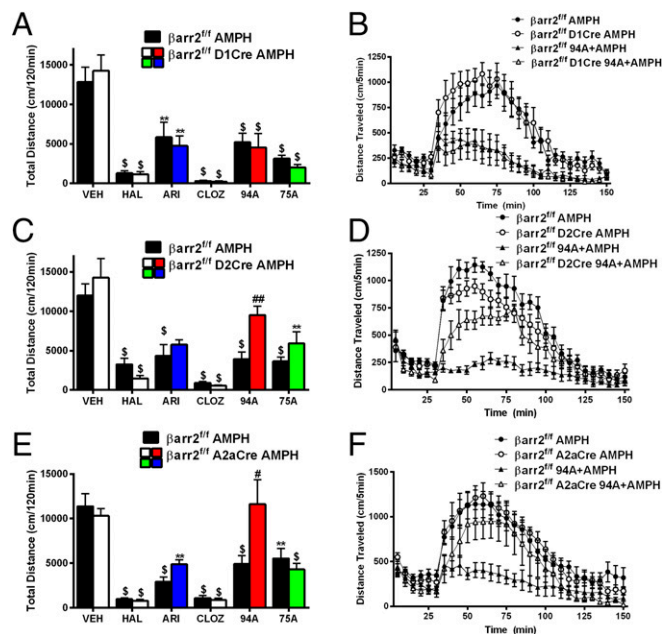 A
βarr2f/f AMPH
βarr2f/f D1Cre AMPH
Total Distance (cm/120min)
15000
10000
5000
0
$ $ ** ** $ $ $ $ $ $
VEH HAL ARI CLOZ 94A 75A
B
βarr2f/f AMPH
βarr2f/f D1Cre AMPH
βarr2f/f 94A+AMPH
βarr2f/f D1Cre 94A+AMPH
Distance Traveled (cm/5min)
1250
1000
750
500
250
0
25 50 75 100 125 150
Time (min)
C
βarr2f/f AMPH
βarr2f/f D2Cre AMPH
Total Distance (cm/120min)
15000
10000
5000
0
$ $ $ $ $ $ ## $ **
VEH HAL ARI CLOZ 94A 75A
D
βarr2f/f AMPH
βarr2f/f D2Cre AMPH
βarr2f/f 94A+AMPH
βarr2f/f D2Cre 94A+AMPH
Distance Traveled (cm/5min)
1250
1000
750
500
250
0
25 50 75 100 125 150
Time (min)
E
βarr2f/f AMPH
βarr2f/f A2aCre AMPH
Total Distance (cm/120min)
15000
10000
5000
0
$ $ $ ** $ $ $ # ** $
VEH HAL ARI CLOZ 94A 75A
F
βarr2f/f AMPH
βarr2f/f A2aCre AMPH
βarr2f/f 94A+AMPH
βarr2f/f A2aCre 94A+AMPH
Distance Traveled (cm/5min)
1500
1000
500
0
25 50 75 100 125 150
Time (min)